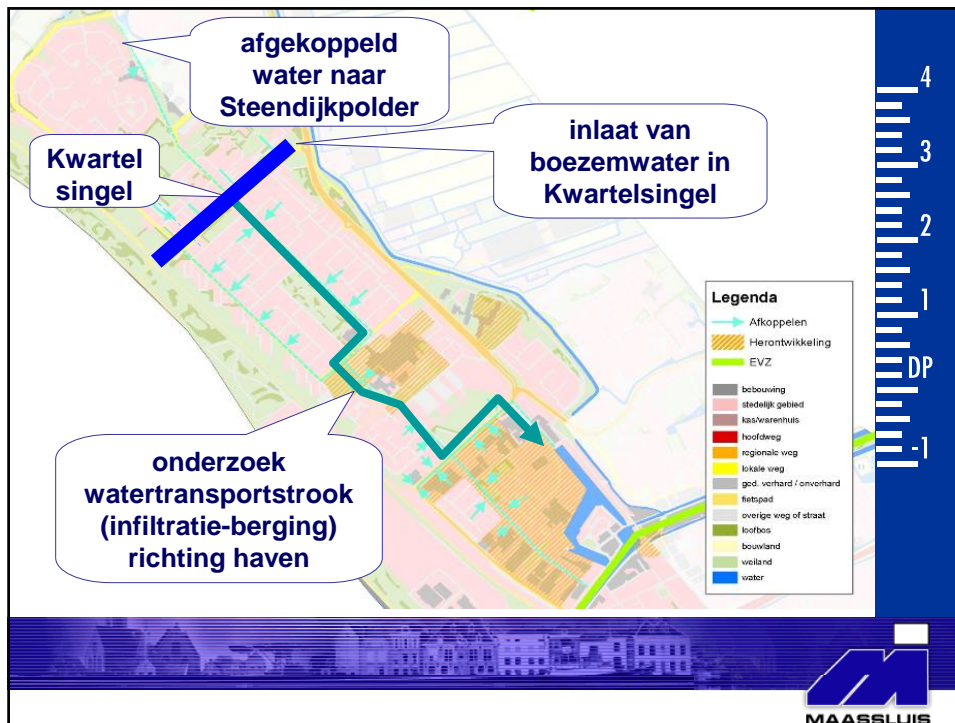 afgekoppeld
water naar
Steendijkpolder
Kwartel
singel
inlaat van
boezemwater in
Kwartelsingel
onderzoek
watertransportstrook
(infiltratie-berging)
richting haven
Legenda
Afkoppelen
Herontwikkeling
EVZ
bebouwing
stedelijk gebied
kas/warenhuis
hoofdweg
regionale weg
lokale weg
ged. verhard / onverhard
fietspad
overige weg of straat
loofbos
bouwland
weiland
water
4
3
2
1
DP
-1
MAASSLUIS